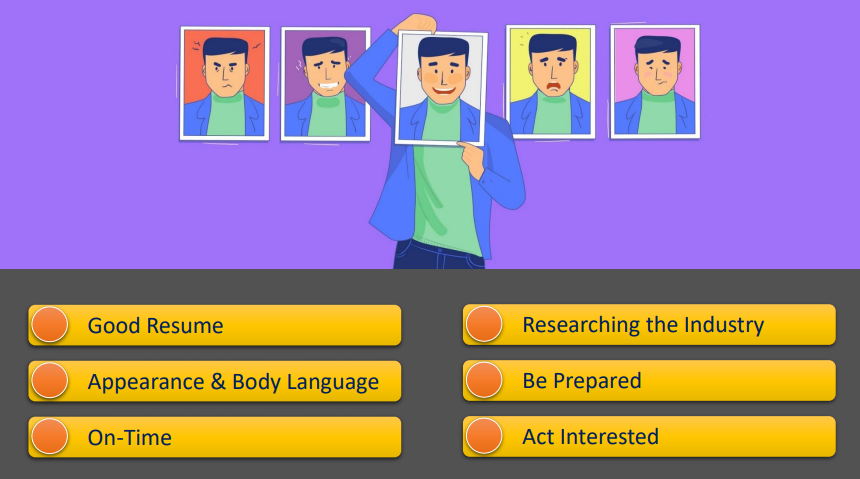 Good Resume
Appearance & Body Language
On-Time
Researching the Industry
Be Prepared
Act Interested